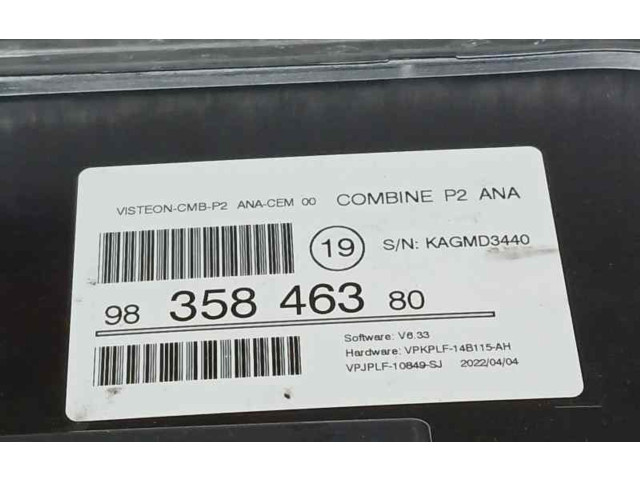 VISTEON-CMB-P2 ANA-CEM 00 COMBINE P2 ANA
19 S/N: KAGMD3440
98 358 463 80
Software: V6.33
Hardware: VPKPLF-14B115-AH
VPJPLF-10849-SJ 2022/04/04